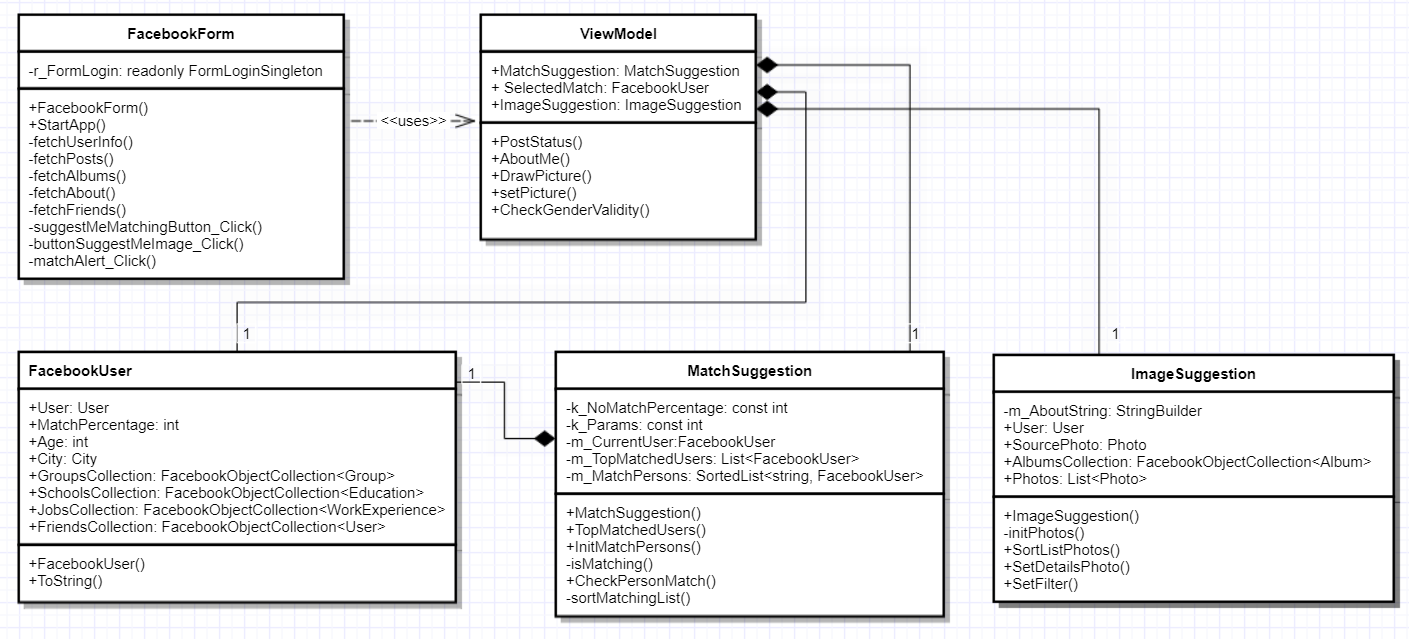 FacebookForm
-r_FormLogin: readonly FormLoginSingleton
+FacebookForm()
+StartApp()
-fetchUserInfo()
-fetchPosts()
-fetchAlbums()
-fetchAbout()
-fetchFriends()
-suggestMeMatchingButton_Click()
-buttonSuggestMeImage_Click()
-matchAlert_Click()
<<uses>>
ViewModel
+MatchSuggestion: MatchSuggestion
+ SelectedMatch: FacebookUser
+ImageSuggestion: ImageSuggestion
+PostStatus()
+AboutMe()
+DrawPicture()
+setPicture()
+CheckGenderValidity()
1
1
1
FacebookUser
+User: User
+MatchPercentage: int
+Age: int
+City: City
+GroupsCollection: FacebookObjectCollection<Group>
+SchoolsCollection: FacebookObjectCollection<Education>
+JobsCollection: FacebookObjectCollection<WorkExperience>
+FriendsCollection: FacebookObjectCollection<User>
+FacebookUser()
+ToString()
1
MatchSuggestion
-k_NoMatchPercentage: const int
-k_Params: const int
-m_CurrentUser:FacebookUser
-m_TopMatchedUsers: List<FacebookUser>
-m_MatchPersons: SortedList<string, FacebookUser>
+MatchSuggestion()
+TopMatchedUsers()
+InitMatchPersons()
-isMatching()
+CheckPersonMatch()
-sortMatchingList()
ImageSuggestion
-m_AboutString: StringBuilder
+User: User
+SourcePhoto: Photo
+AlbumsCollection: FacebookObjectCollection<Album>
+Photos: List<Photo>
+ImageSuggestion()
-initPhotos()
+SortListPhotos()
+SetDetailsPhoto()
+SetFilter()